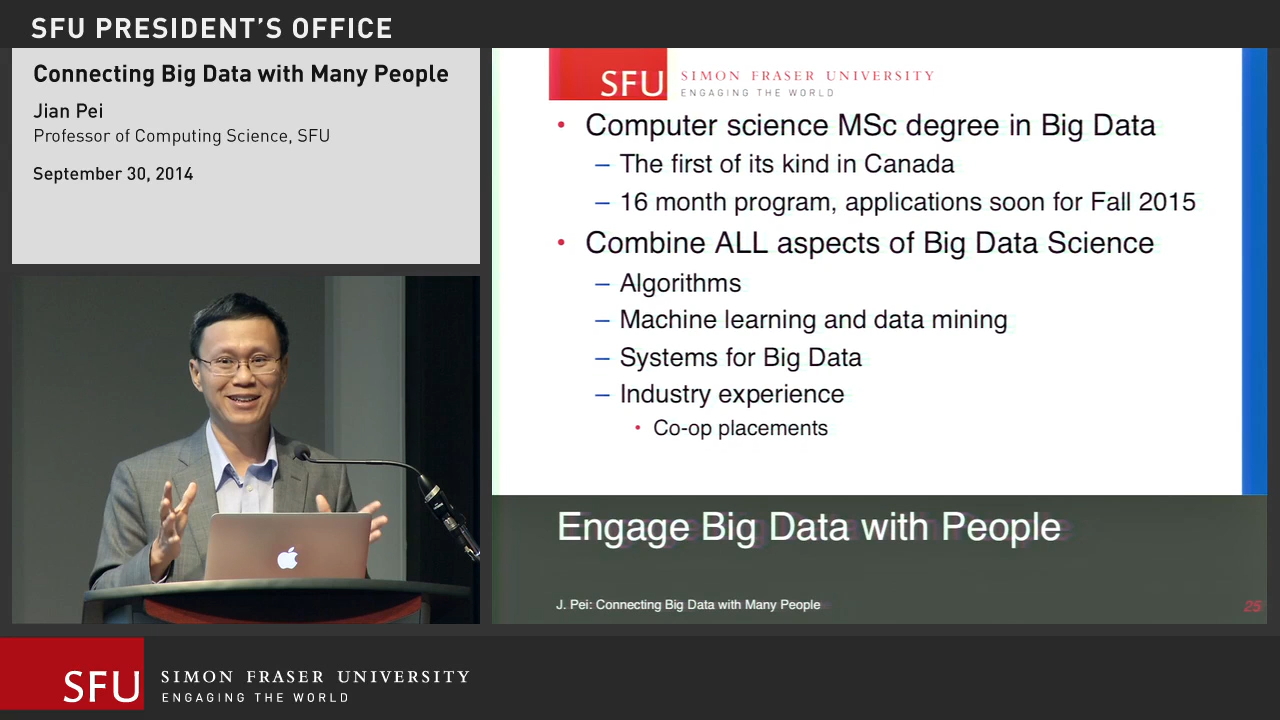 SFU PRESIDENT'S OFFICE
Connecting Big Data with Many People
Jian Pei
Professor of Computing Science, SFU
September 30, 2014
SFU
SIMON FRASER UNIVERSITY
ENGAGING THE WORLD
• Computer science MSc degree in Big Data
– The first of its kind in Canada
– 16 month program, applications soon for Fall 2015
• Combine ALL aspects of Big Data Science
– Algorithms
– Machine learning and data mining
– Systems for Big Data
– Industry experience
• Co-op placements
Engage Big Data with People
J. Pei: Connecting Big Data with Many People
25
SFU
SIMON FRASER UNIVERSITY
ENGAGING THE WORLD